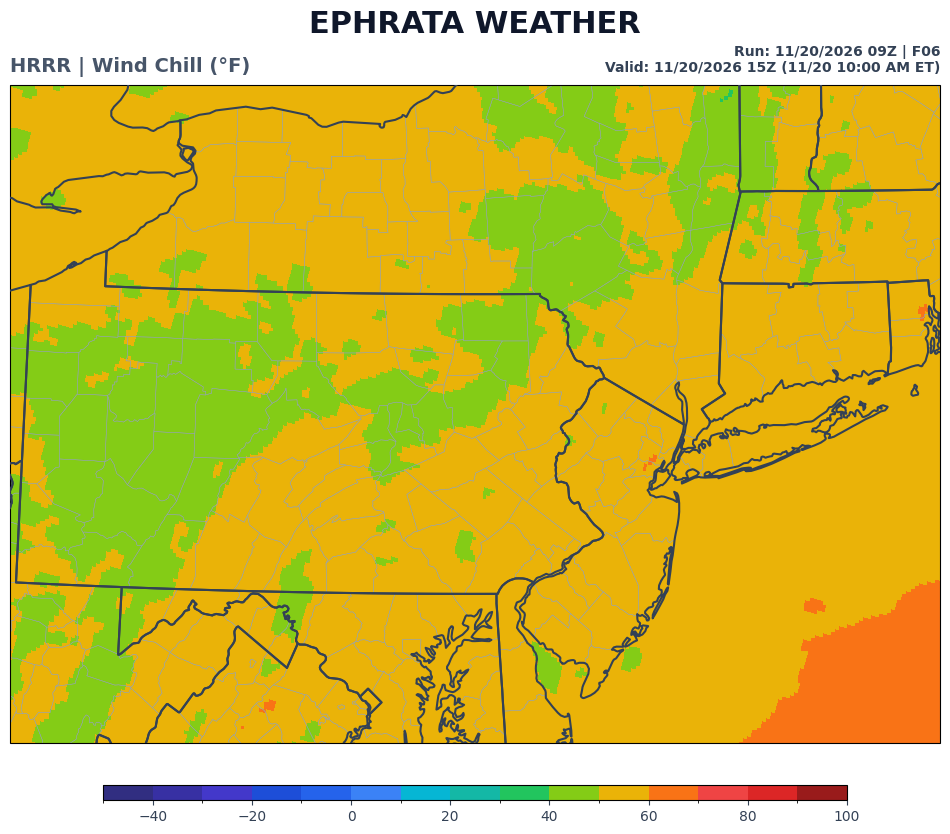 EPHRATA WEATHER
HRRR | Wind Chill (°F)
Run: 11/20/2026 09Z | F06
Valid: 11/20/2026 15Z (11/20 10:00 AM ET)
−40 −20 0 20 40 60 80 100